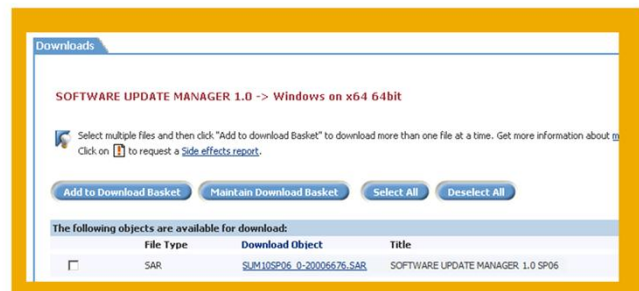 Downloads
SOFTWARE UPDATE MANAGER 1.0 -> Windows on x64 64bit
Select multiple files and then click "Add to download Basket" to download more than one file at a time. Get more information about
Click on to request a Side effects report.
Add to Download Basket Maintain Download Basket Select All Deselect All
The following objects are available for download:
File Type Download Object Title
SAR SUM10SP06_0-20006676.SAR SOFTWARE UPDATE MANAGER 1.0 SP06